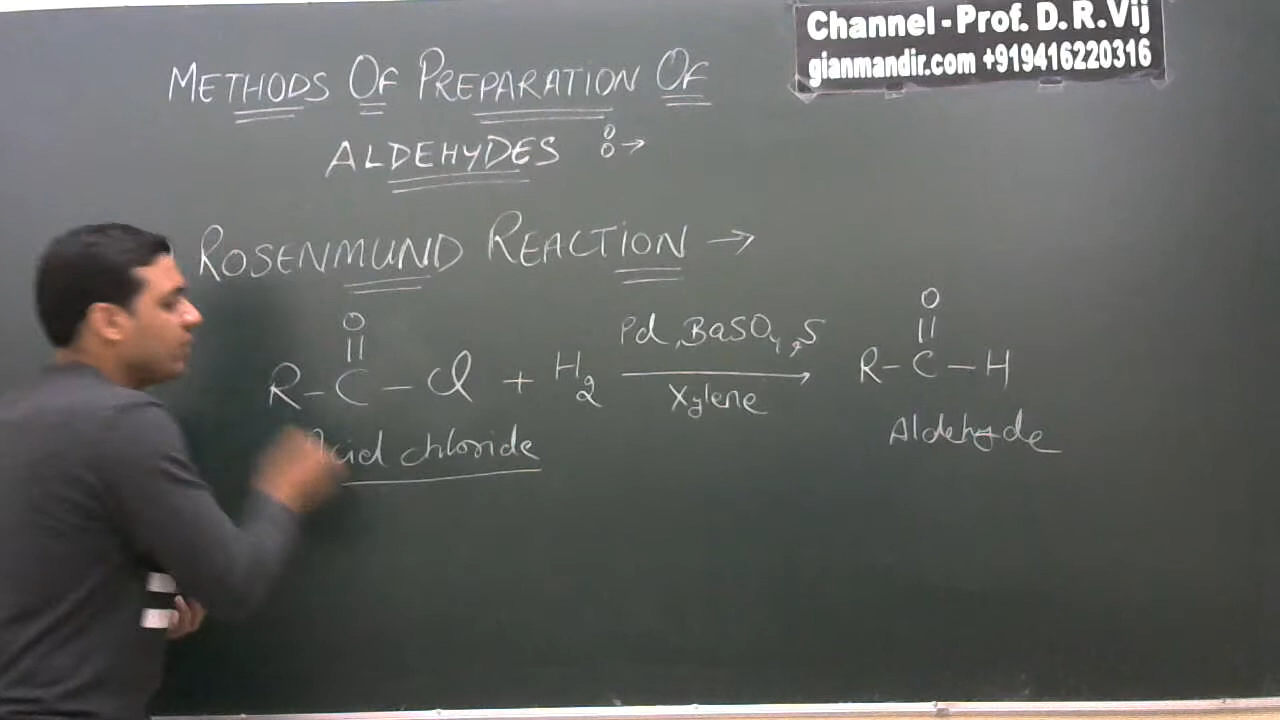 Channel - Prof. D. R. Vij
gianmandir.com +919416220316
METHODS OF PREPARATION OF
ALDEHYDES :→
ROSENMUND REACTION →
O O
|| || 
R-C-Cl + H2 Pd, BaSO4, S R-C-H
Xylene
Acid chloride Aldehyde